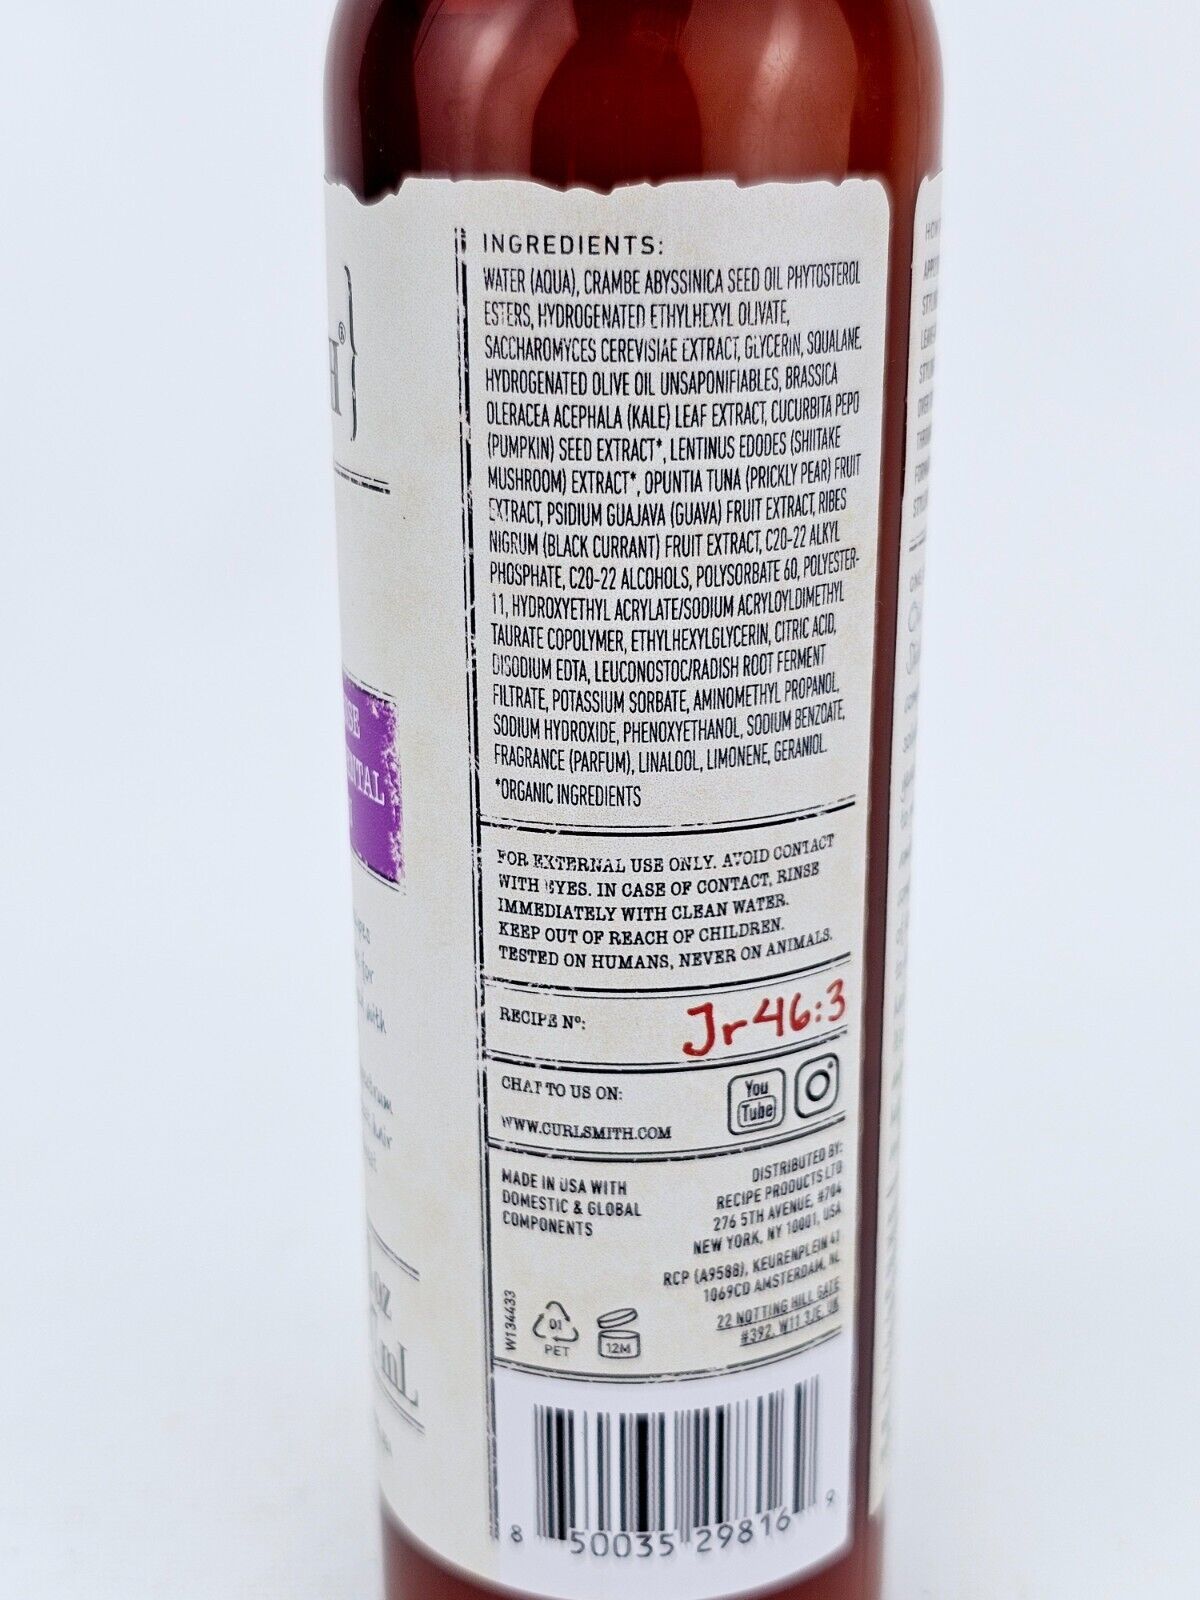 INGREDIENTS:
WATER (AQUA), CRAMBE ABYSSINICA SEED OIL PHYTOSTEROL
ESTERS, HYDROGENATED ETHYLHEXYL OLIVATE,
SACCHAROMYCES CEREVISIAE EXTRACT, GLYCERIN, SQUALANE,
HYDROGENATED OLIVE OIL UNSAPONIFIABLES, BRASSICA
OLERACEA ACEPHALA (KALE) LEAF EXTRACT, CUCURBITA PEPO
(PUMPKIN) SEED EXTRACT*, LENTINUS EDODES (SHIITAKE
MUSHROOM) EXTRACT*, OPUNTIA TUNA (PRICKLY PEAR) FRUIT
EXTRACT, PSIDIUM GUAJAVA (GUAVA) FRUIT EXTRACT, RIBES
NIGRUM (BLACK CURRANT) FRUIT EXTRACT, C20-22 ALKYL
PHOSPHATE, C20-22 ALCOHOLS, POLYSORBATE 60, POLYESTER-
11, HYDROXYETHYL ACRYLATE/SODIUM ACRYLOYLDIMETHYL
TAURATE COPOLYMER, ETHYLHEXYLGLYCERIN, CITRIC ACID,
DISODIUM EDTA, LEUCONOSTOC/RADISH ROOT FERMENT
FILTRATE, POTASSIUM SORBATE, AMINOMETHYL PROPANOL,
SODIUM HYDROXIDE, PHENOXYETHANOL, SODIUM BENZOATE,
FRAGRANCE (PARFUM), LINALOOL, LIMONENE, GERANIOL.
*ORGANIC INGREDIENTS
FOR EXTERNAL USE ONLY. AVOID CONTACT
WITH EYES. IN CASE OF CONTACT, RINSE
IMMEDIATELY WITH CLEAN WATER.
KEEP OUT OF REACH OF CHILDREN.
TESTED ON HUMANS, NEVER ON ANIMALS.
RECIPE Nº: Jr46:3
CHAT TO US ON:
You Tube
WWW.CURLSMITH.COM
MADE IN USA WITH
DOMESTIC & GLOBAL
COMPONENTS
DISTRIBUTED BY:
RECIPE PRODUCTS LTD
276 5TH AVENUE, #704
NEW YORK, NY 10001, USA
RCP (A9588), KEURENPLEIN 41
1069CD AMSTERDAM, NL
22 NOTTING HILL GATE
#392, W11 3JE, UK
W134433
01
PET
12M
8 50035 29816 9
oz
mL
with